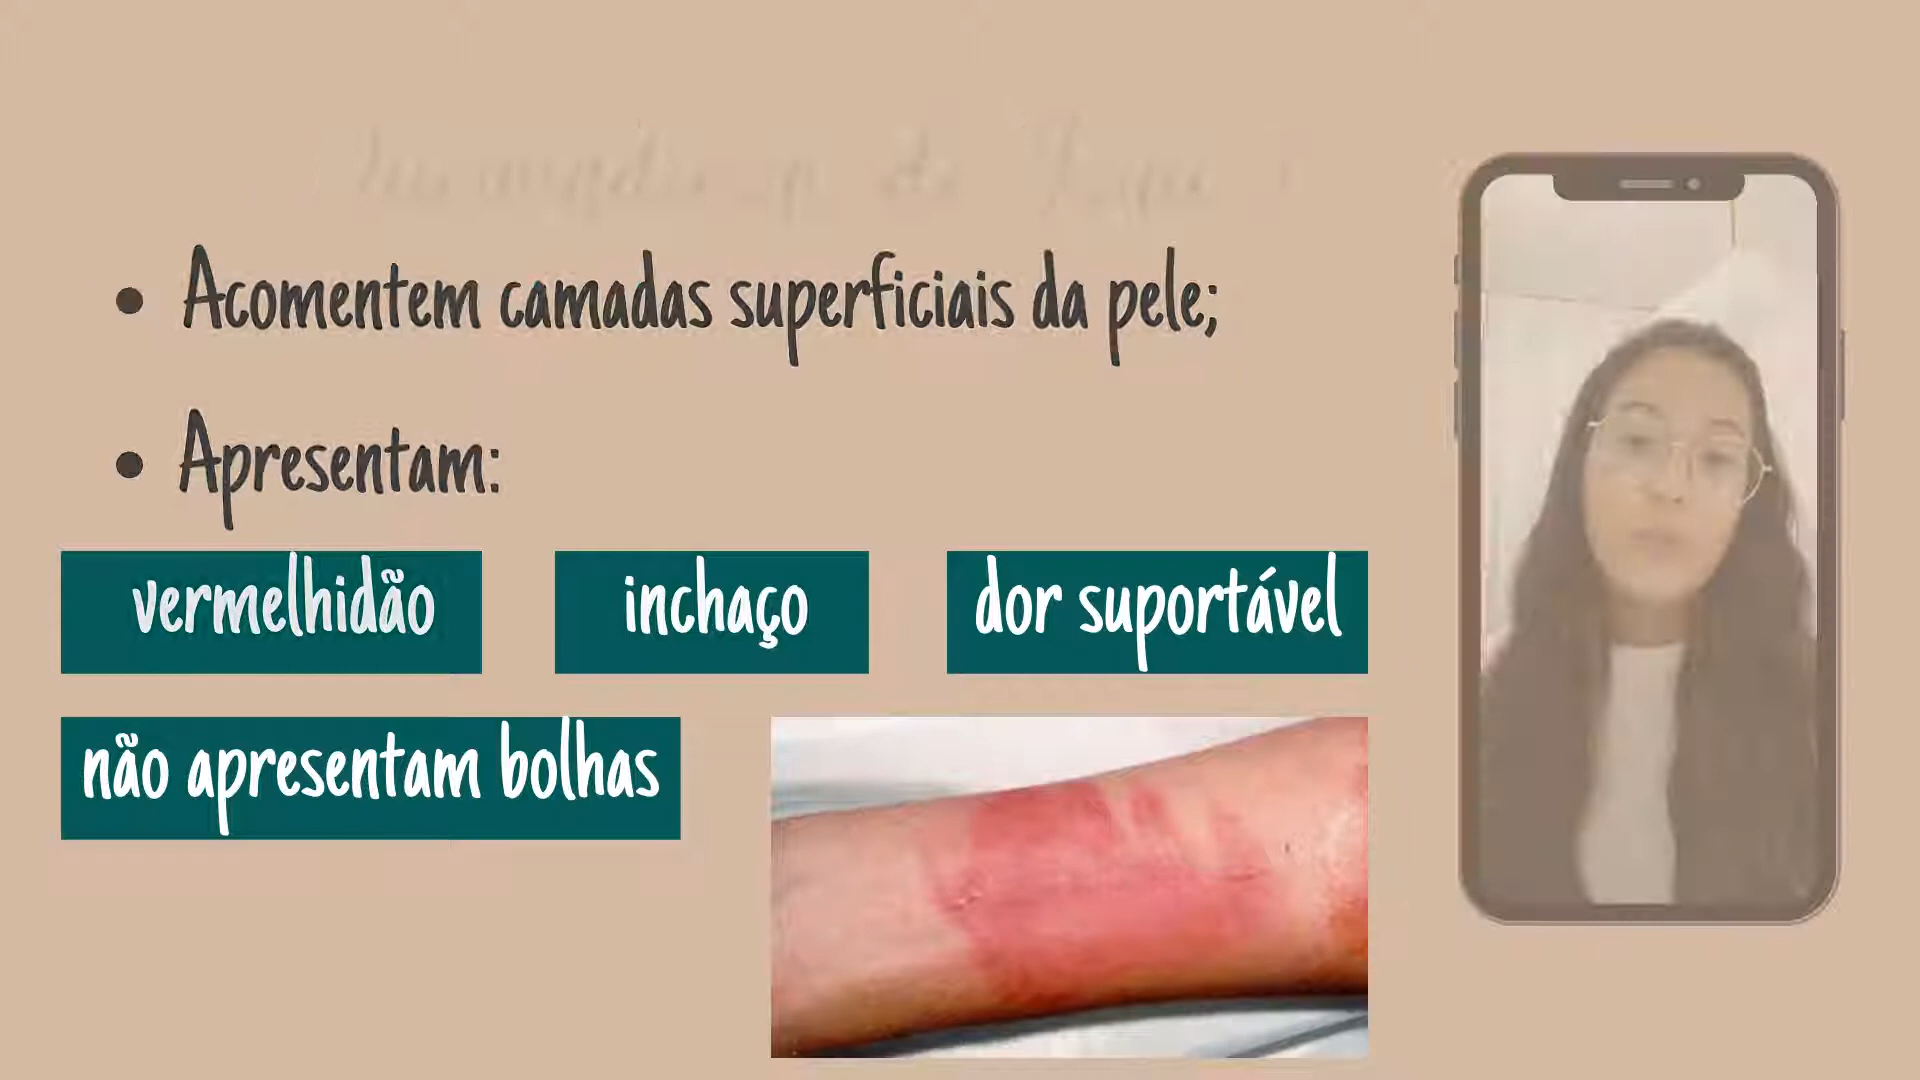 • Acomentem camadas superficiais da pele;
• Apresentam:
vermelhidão
inchaço
dor suportável
não apresentam bolhas